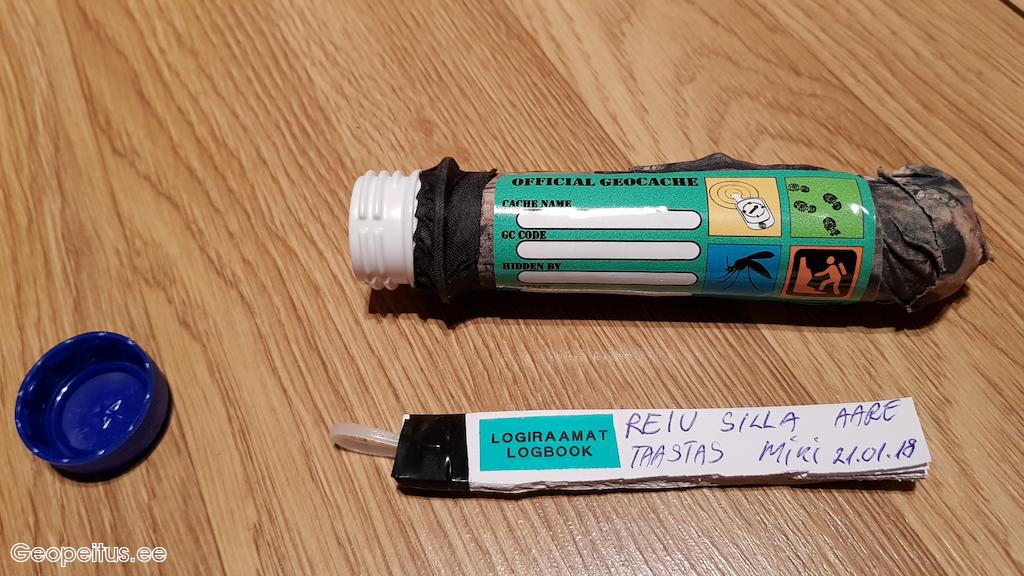 OFFICIAL GEOCACHE
CACHE NAME
GC CODE
HIDDEN BY
LOGIRAAMAT
LOGBOOK
REIU SILLA AARE
TAASTAS MIKI 21.01.18
Geopeitus.ee